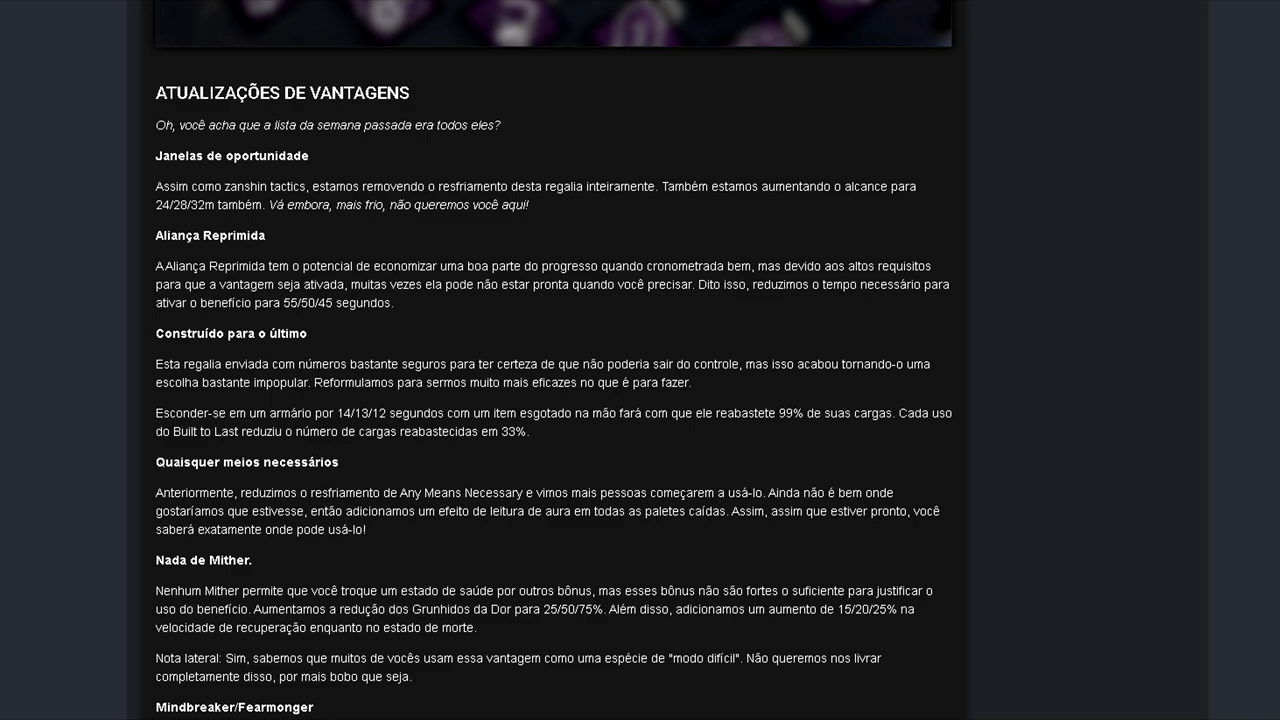 ATUALIZAÇÕES DE VANTAGENS
Oh, você acha que a lista da semana passada era todos eles?
Janelas de oportunidade
Assim como zanshin tactics, estamos removendo o resfriamento desta regalia inteiramente. Também estamos aumentando o alcance para
24/28/32m também. Vá embora, mais frio, não queremos você aqui!
Aliança Reprimida
A Aliança Reprimida tem o potencial de economizar uma boa parte do progresso quando cronometrada bem, mas devido aos altos requisitos
para que a vantagem seja ativada, muitas vezes ela pode não estar pronta quando você precisar. Dito isso, reduzimos o tempo necessário para
ativar o benefício para 55/50/45 segundos.
Construído para o último
Esta regalia enviada com números bastante seguros para ter certeza de que não poderia sair do controle, mas isso acabou tornando-o uma
escolha bastante impopular. Reformulamos para sermos muito mais eficazes no que é para fazer.
Esconder-se em um armário por 14/13/12 segundos com um item esgotado na mão fará com que ele reabastete 99% de suas cargas. Cada uso
do Built to Last reduziu o número de cargas reabastecidas em 33%.
Quaisquer meios necessários
Anteriormente, reduzimos o resfriamento de Any Means Necessary e vimos mais pessoas começarem a usá-lo. Ainda não é bem onde
gostaríamos que estivesse, então adicionamos um efeito de leitura de aura em todas as paletes caídas. Assim, assim que estiver pronto, você
saberá exatamente onde pode usá-lo!
Nada de Mither.
Nenhum Mither permite que você troque um estado de saúde por outros bônus, mas esses bônus não são fortes o suficiente para justificar o
uso do benefício. Aumentamos a redução dos Grunhidos da Dor para 25/50/75%. Além disso, adicionamos um aumento de 15/20/25% na
velocidade de recuperação enquanto no estado de morte.
Nota lateral: Sim, sabemos que muitos de vocês usam essa vantagem como uma espécie de "modo difícil". Não queremos nos livrar
completamente disso, por mais bobo que seja.
Mindbreaker/Fearmonger